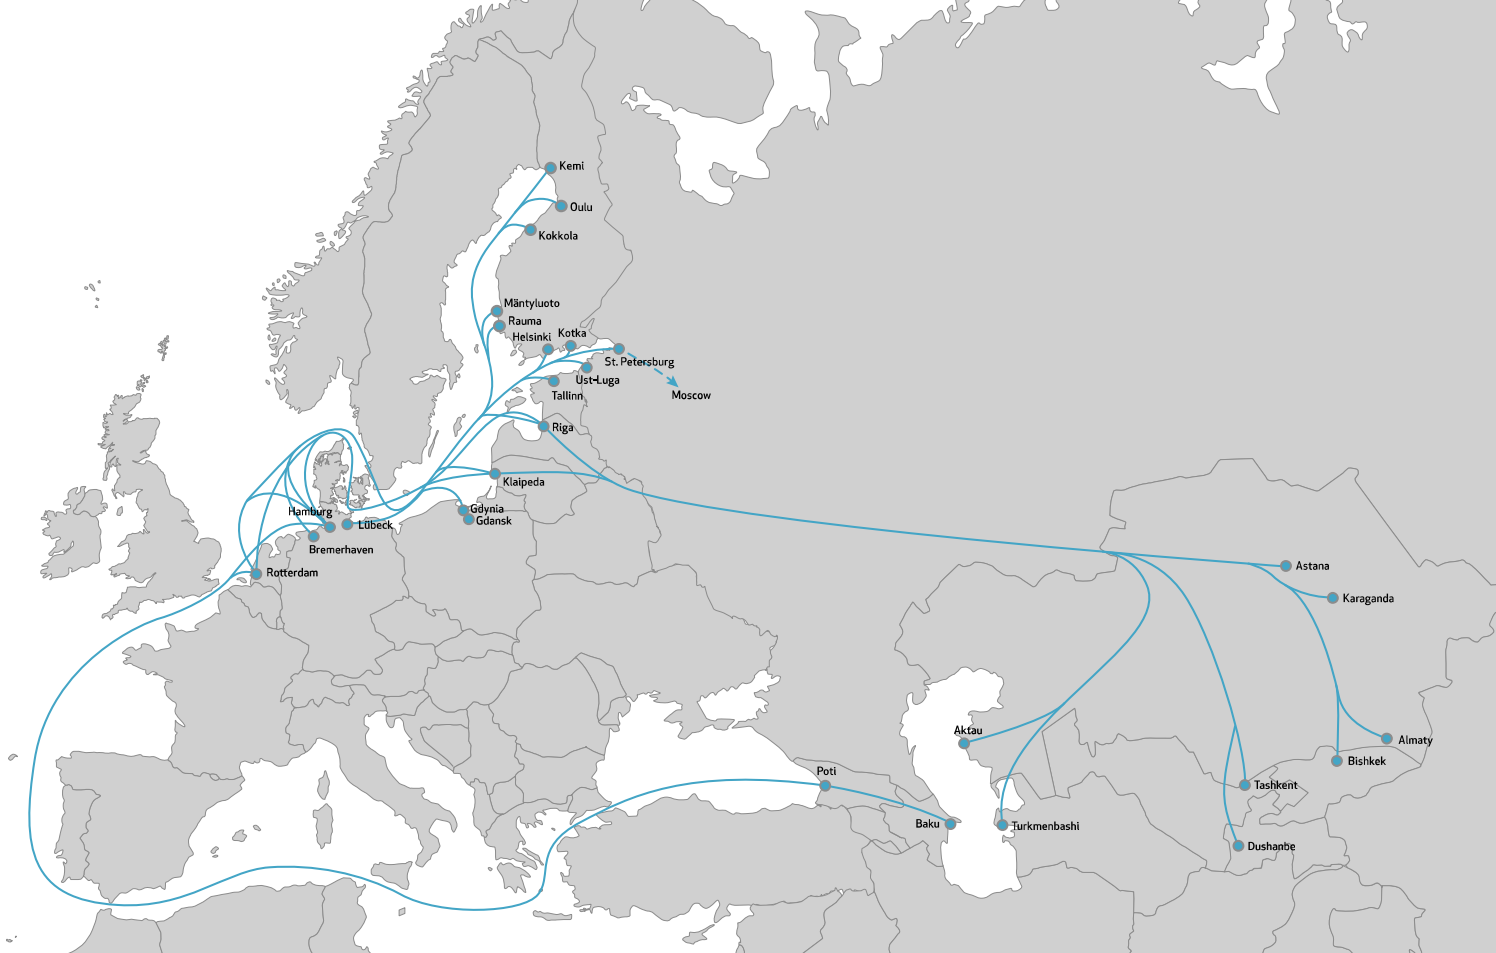 Kemi
Oulu
Kokkola
Mäntyluoto
Rauma
Helsinki
Kotka
St. Petersburg
Ust-Luga
Tallinn
Moscow
Riga
Klaipeda
Gdynia
Gdansk
Hamburg
Lübeck
Bremerhaven
Rotterdam
Astana
Karaganda
Aktau
Almaty
Bishkek
Poti
Tashkent
Baku
Turkmenbashi
Dushanbe